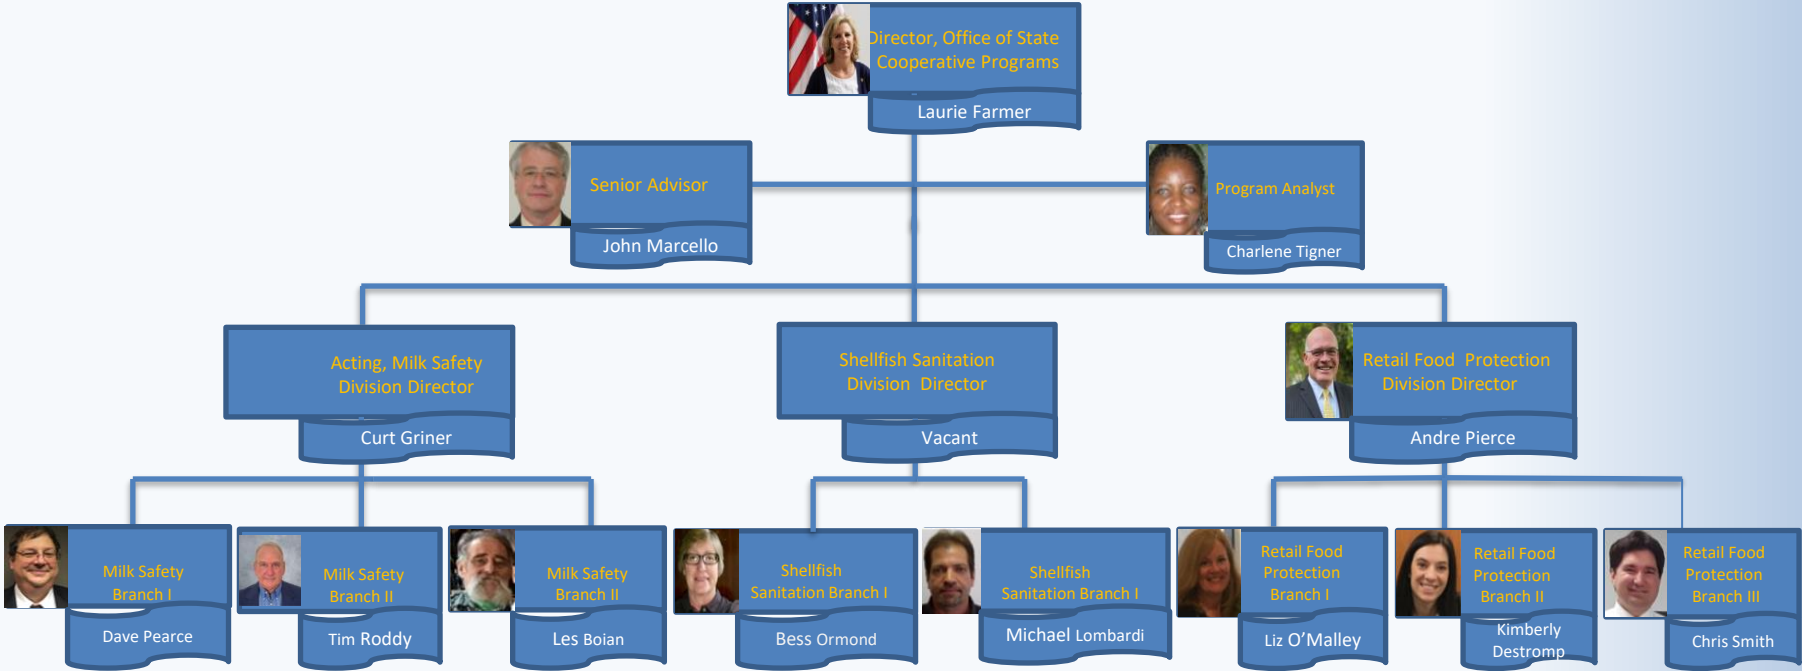 Director, Office of State
Cooperative Programs
Laurie Farmer
Senior Advisor
John Marcello
Program Analyst
Charlene Tigner
Acting, Milk Safety
Division Director
Curt Griner
Shellfish Sanitation
Division Director
Vacant
Retail Food Protection
Division Director
Andre Pierce
Milk Safety
Branch I
Dave Pearce
Milk Safety
Branch II
Tim Roddy
Milk Safety
Branch II
Les Boian
Shellfish
Sanitation Branch I
Bess Ormond
Shellfish
Sanitation Branch I
Michael Lombardi
Retail Food
Protection
Branch I
Liz O’Malley
Retail Food
Protection
Branch II
Kimberly
Destromp
Retail Food
Protection
Branch III
Chris Smith